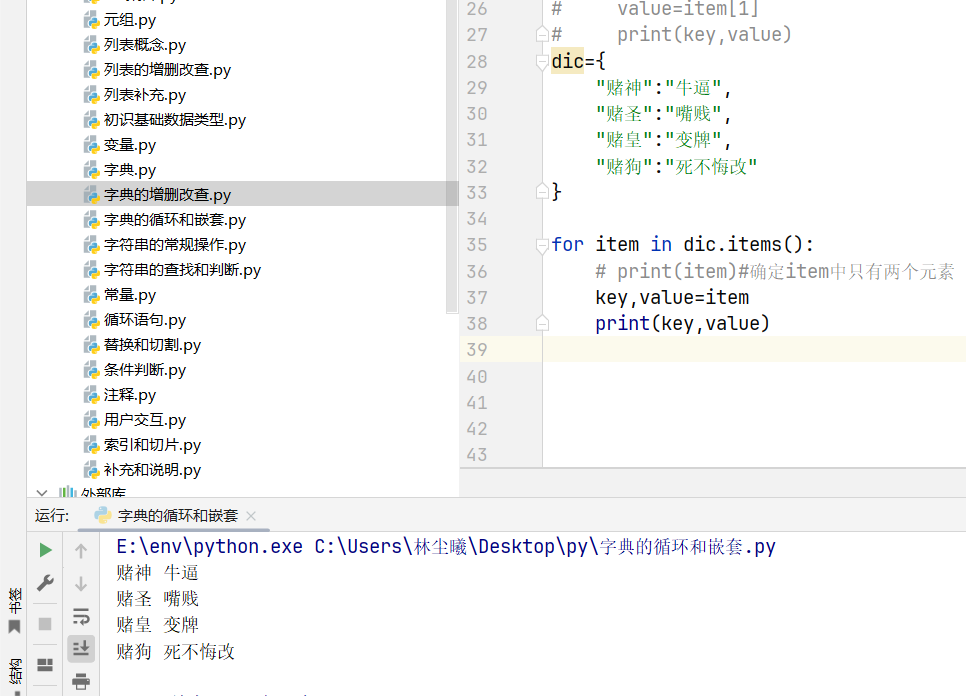 元组.py
列表概念.py
列表的增删改查.py
列表补充.py
初识基础数据类型.py
变量.py
字典.py
字典的增删改查.py
字典的循环和嵌套.py
字符串的常规操作.py
字符串的查找和判断.py
常量.py
循环语句.py
替换和切割.py
条件判断.py
注释.py
用户交互.py
索引和切片.py
补充和说明.py
外部库
26 #     value=item[1]
27 #     print(key,value)
28 dic={
29     "赌神":"牛逼",
30     "赌圣":"嘴贱",
31     "赌皇":"变牌",
32     "赌狗":"死不悔改"
33 }
34
35 for item in dic.items():
36     # print(item)#确定item中只有两个元素
37     key,value=item
38     print(key,value)
39
40
41
42
43
运行: 字典的循环和嵌套
E:\env\python.exe C:\Users\林尘曦\Desktop\py\字典的循环和嵌套.py
赌神 牛逼
赌圣 嘴贱
赌皇 变牌
赌狗 死不悔改
书签
结构